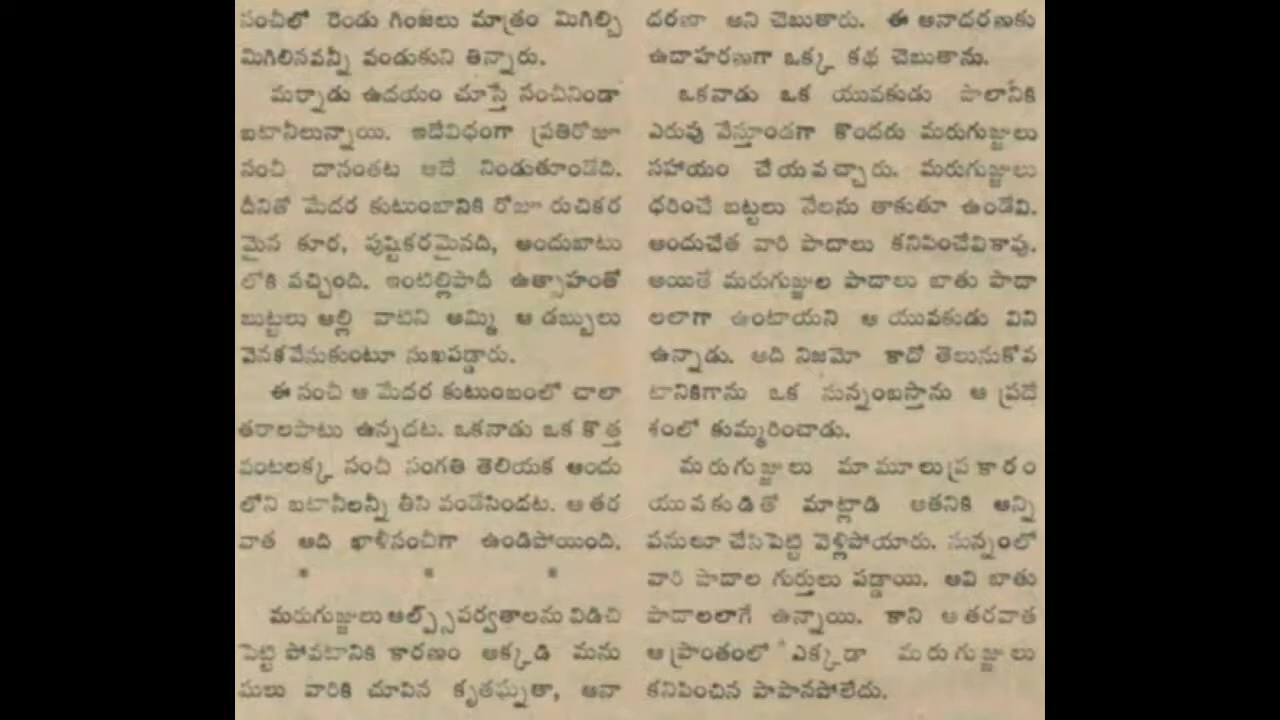 సంచిలో రెండు గింజలు మాత్రం మిగిల్చి
మిగిలినవన్నీ వండుకుని తిన్నారు.
మర్నాడు ఉదయం చూస్తే సంచినిండా
బఠానీలున్నాయి. ఇదేవిధంగా ప్రతిరోజూ
సంచీ దానంతట ఆదే నిండుతూండేది.
దీనితో మేదర కుటుంబానికి రోజూ రుచికర
మైన కూర, పుష్టికరమైనది, అందుబాటు
లోకి వచ్చింది. ఇంటిల్లిపాదీ ఉత్సాహంతో
బుట్టలు అల్లి వాటిని అమ్మి ఆ డబ్బులు
వెనకవేసుకుంటూ సుఖపడ్డారు.
ఈ సంచీ ఆ మేదర కుటుంబంలో చాలా
తరాలపాటు ఉన్నదట. ఒకనాడు ఒక కొత్త
వంటలక్క సంచి సంగతి తెలియక అందు
లోని బఠానీలన్నీ తీసి వండేసిందట. ఆ తర
వాత అది ఖాళీసంచీగా ఉండిపోయింది.
* * *
మరుగుజ్జులు ఆల్ప్స్‌పర్వతాలను విడిచి
పెట్టి పోవటానికి కారణం అక్కడి మను
షులు వారికి చూపిన కృతఘ్నతా, అనా
దరణా అని చెబుతారు. ఈ అనాదరణకు
ఉదాహరణగా ఒక్క కథ చెబుతాను.
ఒకనాడు ఒక యువకుడు పొలానికి
ఎరువు వేస్తూండగా కొందరు మరుగుజ్జులు
సహాయం చేయవచ్చారు. మరుగుజ్జులు
ధరించే బట్టలు నేలను తాకుతూ ఉండేవి.
అందుచేత వారి పాదాలు కనిపించేవికావు.
అయితే మరుగుజ్జుల పాదాలు బాతు పాదా
లలాగా ఉంటాయని ఆ యువకుడు విని
ఉన్నాడు. అది నిజమో కాదో తెలుసుకోవ
టానికిగాను ఒక సున్నంబస్తాను ఆ ప్రదే
శంలో కుమ్మరించాడు.
మరుగుజ్జులు మామూలుప్రకారం
యువకుడితో మాట్లాడి అతనికి అన్ని
పనులూ చేసిపెట్టి వెళ్లిపోయారు. సున్నంలో
వారి పాదాల గుర్తులు పడ్డాయి. అవి బాతు
పాదాలలాగే ఉన్నాయి. కాని ఆ తరవాత
ఆ ప్రాంతంలో ఎక్కడా మరుగుజ్జులు
కనిపించిన పాపానపోలేదు.